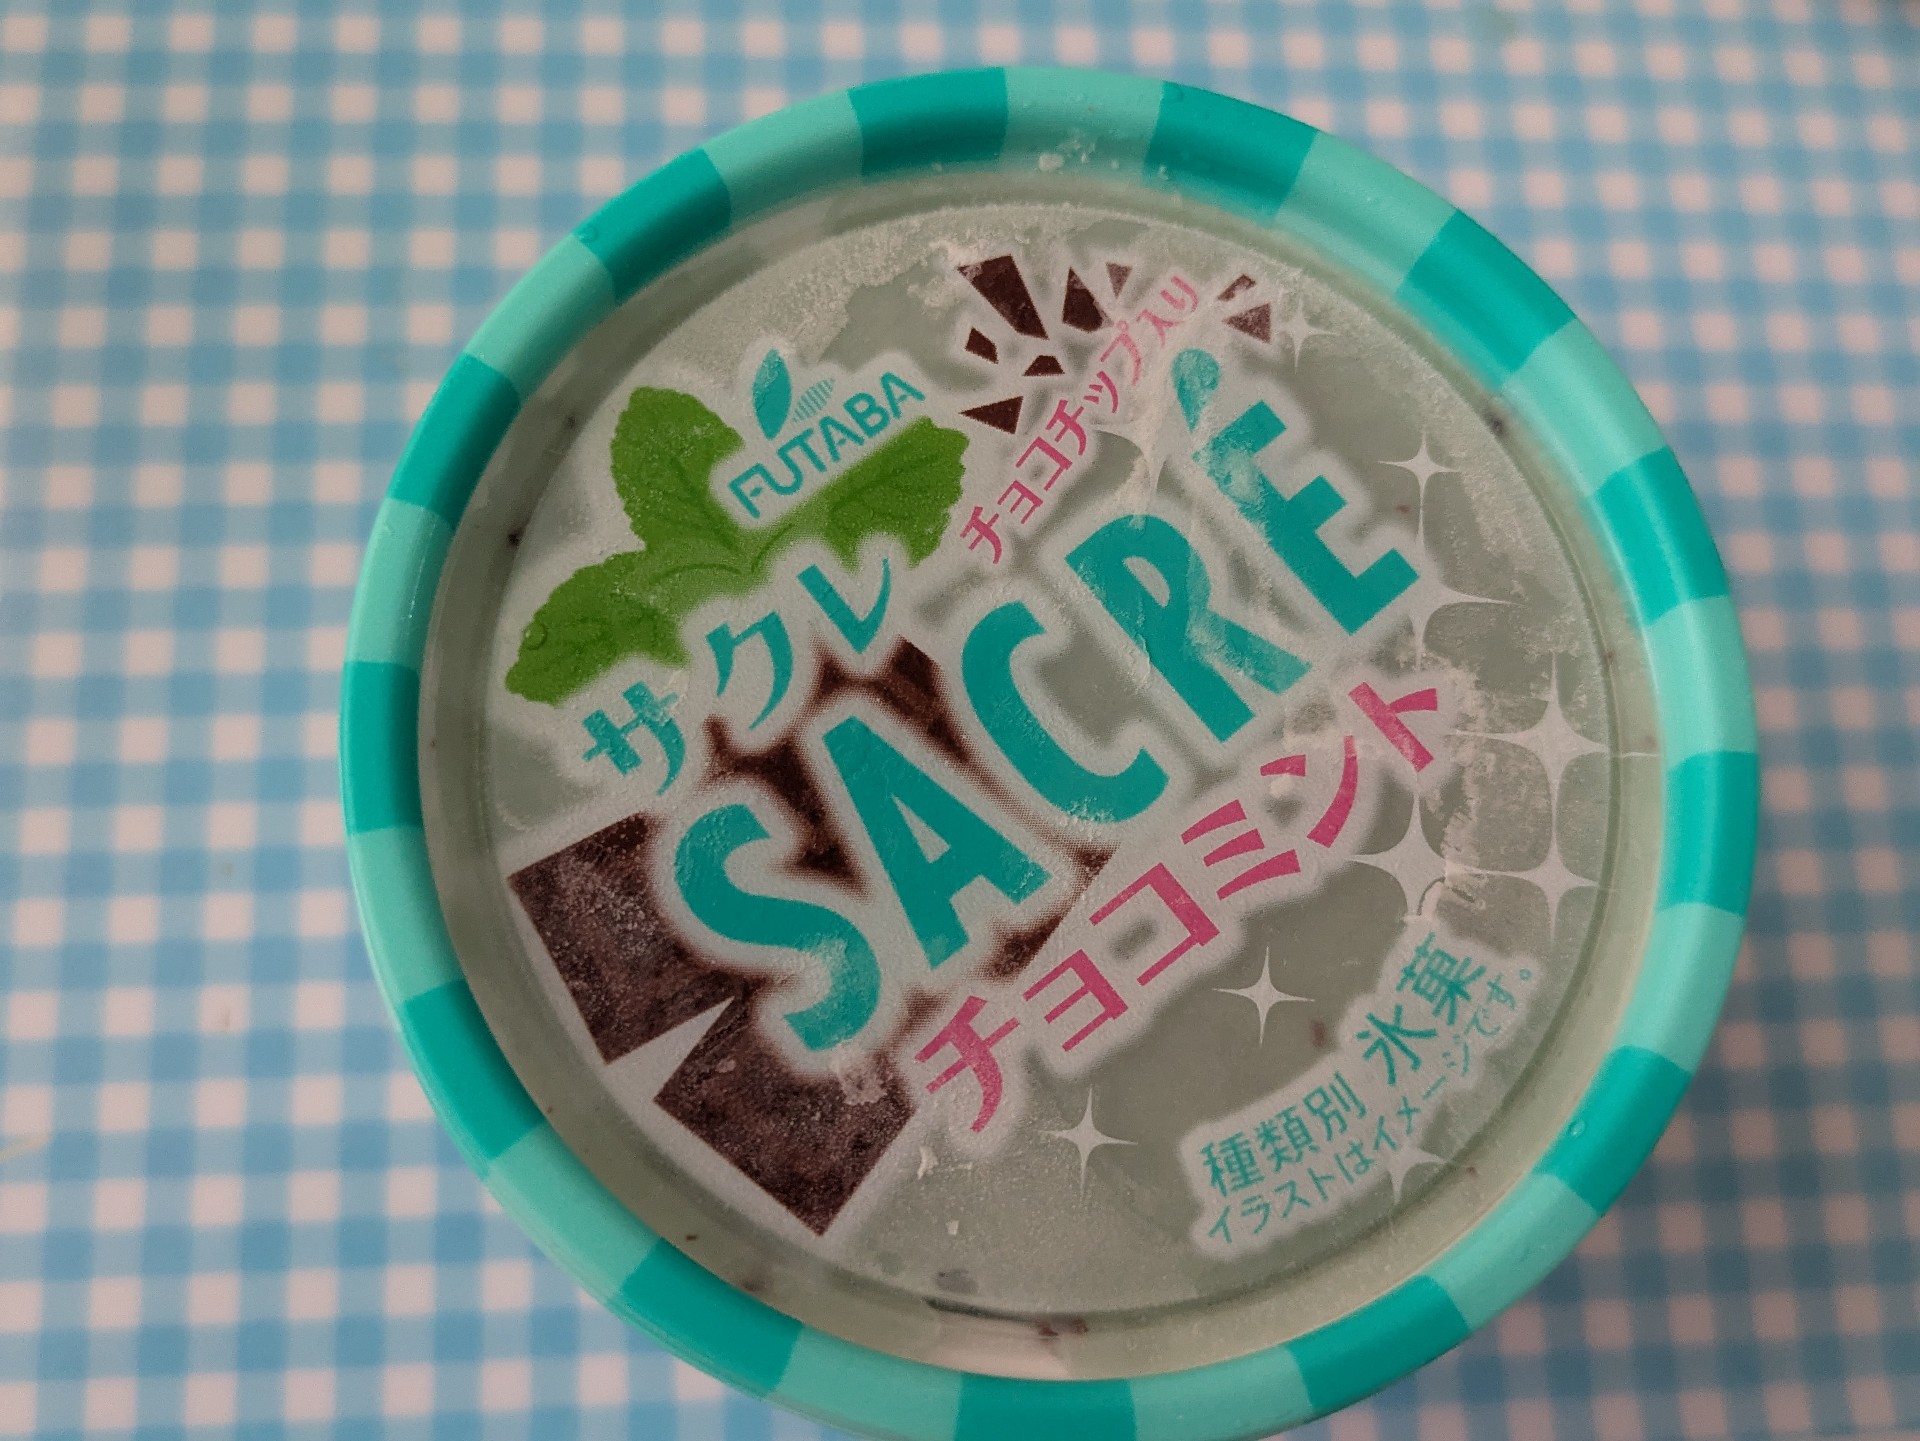 FUTABA
チョコチップ入り
サクレ
SACRÉ
チョコミント
種類別 氷菓
イラストはイメージです。